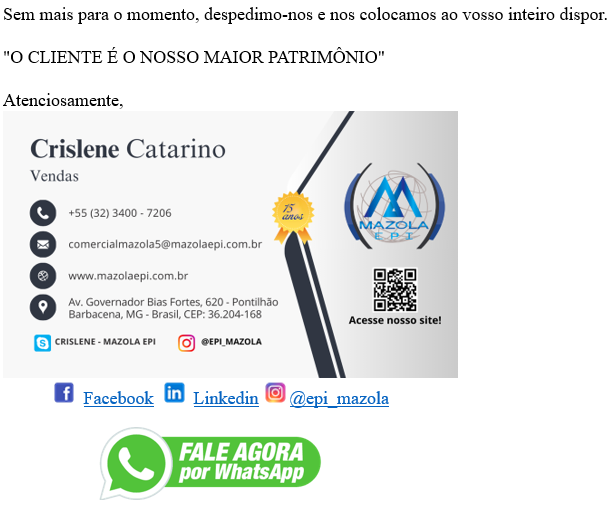 Sem mais para o momento, despedimo-nos e nos colocamos ao vosso inteiro dispor.
"O CLIENTE É O NOSSO MAIOR PATRIMÔNIO"
Atenciosamente,
Crislene Catarino
Vendas
+55 (32) 3400 - 7206
comercialmazola5@mazolaepi.com.br
www.mazolaepi.com.br
Av. Governador Bias Fortes, 620 - Pontilhão
Barbacena, MG - Brasil, CEP: 36.204-168
CRISLENE - MAZOLA EPI
@EPI_MAZOLA
15
anos
MAZOLA
EPI
Acesse nosso site!
Facebook Linkedin @epi_mazola
FALE AGORA
por WhatsApp